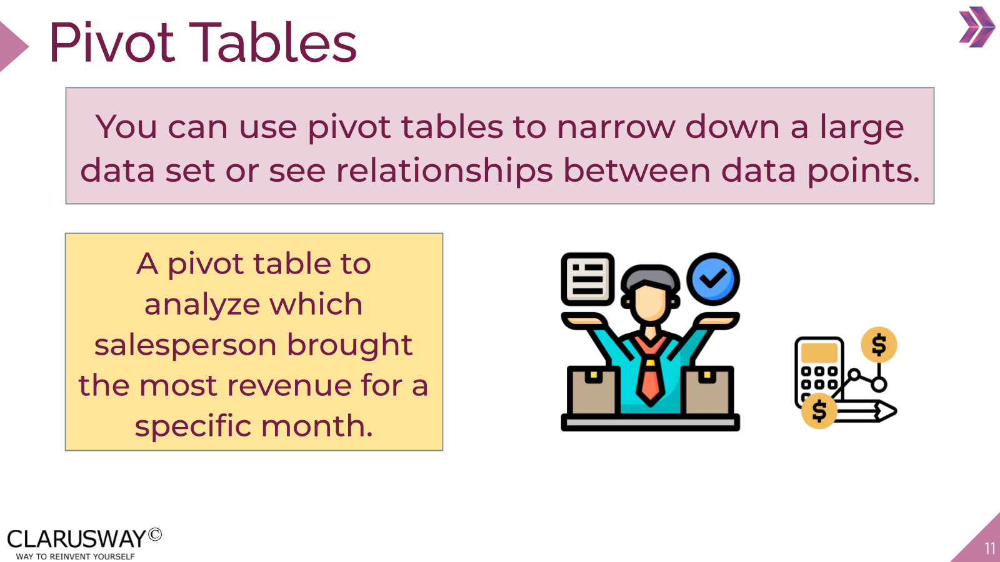 Pivot Tables
You can use pivot tables to narrow down a large
data set or see relationships between data points.
A pivot table to
analyze which
salesperson brought
the most revenue for a
specific month.
$
$
CLARUSWAY©
WAY TO REINVENT YOURSELF
11